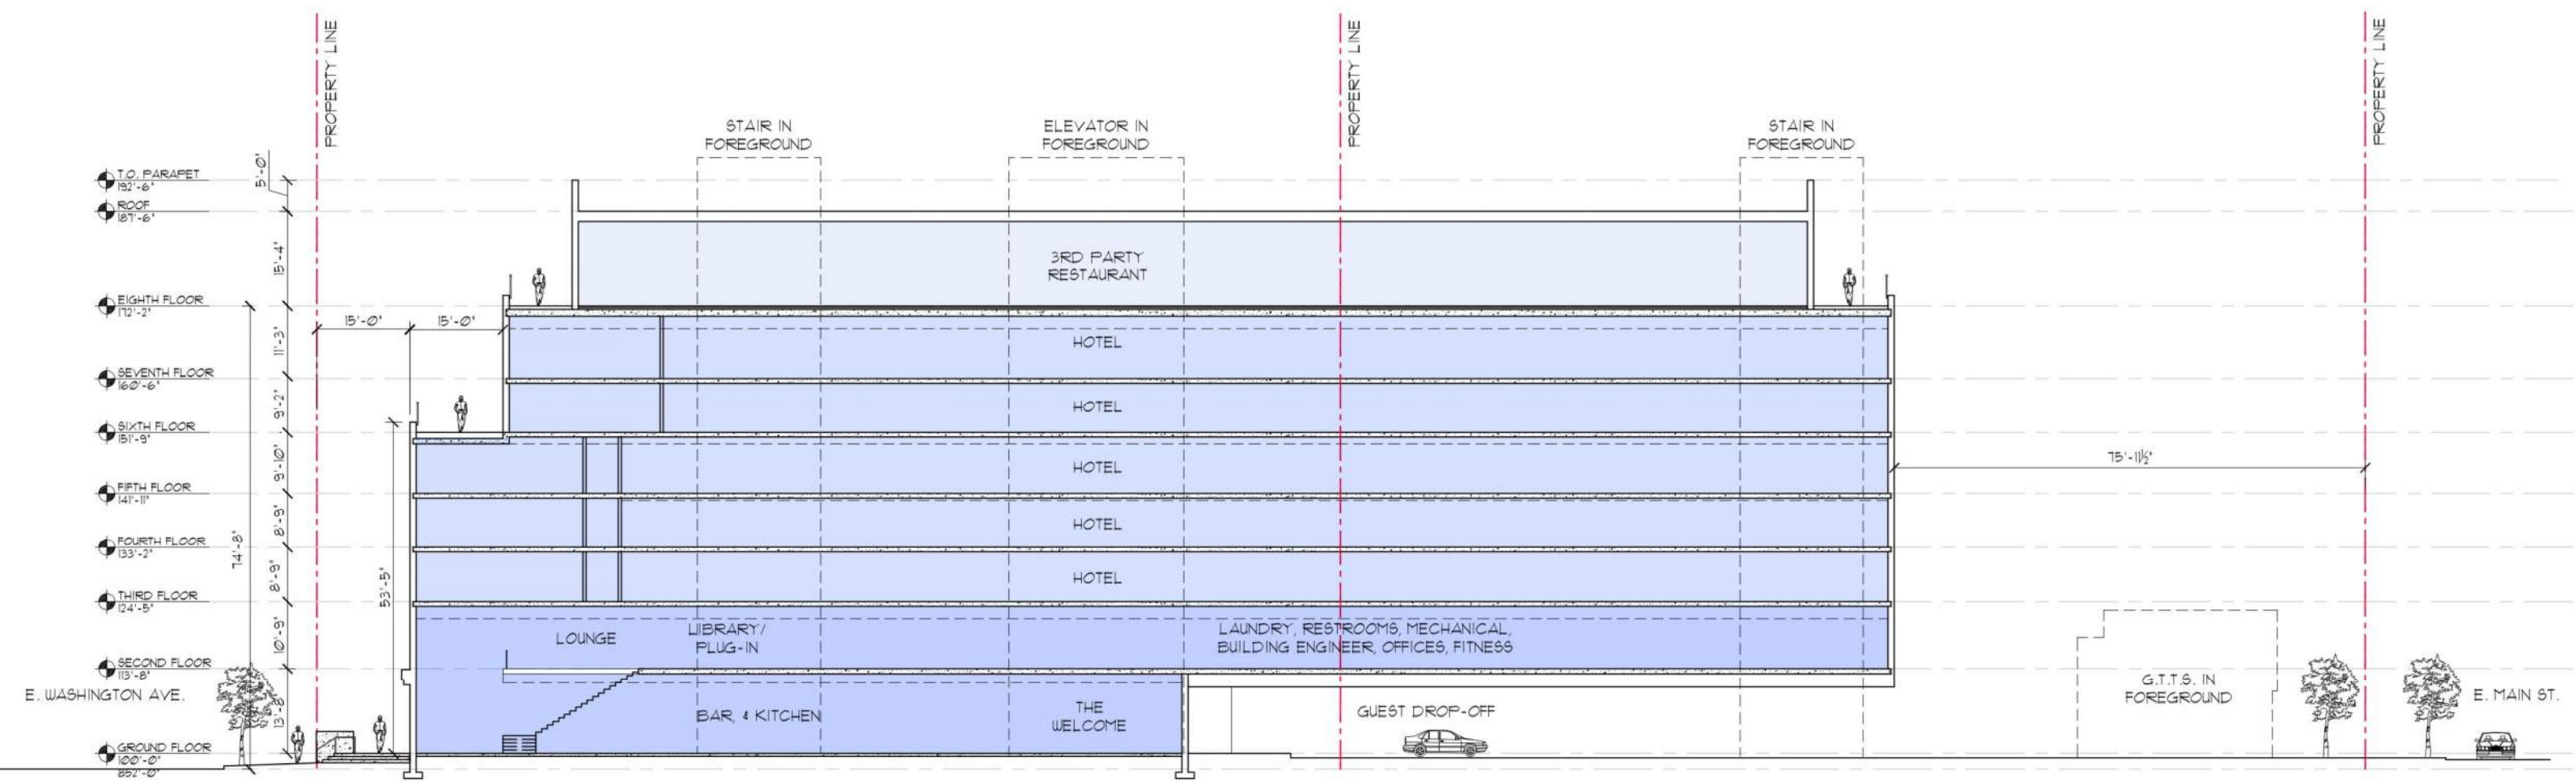 PROPERTY LINE
PROPERTY LINE
PROPERTY LINE
STAIR IN
FOREGROUND
ELEVATOR IN
FOREGROUND
STAIR IN
FOREGROUND
T.O. PARAPET
192'-6"
5'-0"
ROOF
187'-6"
15'-4"
3RD PARTY
RESTAURANT
EIGHTH FLOOR
172'-2"
15'-0"
15'-0"
11'-3"
HOTEL
SEVENTH FLOOR
160'-6"
9'-2"
HOTEL
SIXTH FLOOR
151'-9"
9'-10"
HOTEL
75'-11½"
FIFTH FLOOR
141'-11"
8'-9"
HOTEL
FOURTH FLOOR
133'-2"
74'-8"
8'-9"
53'-5"
HOTEL
THIRD FLOOR
124'-5"
10'-9"
LOUNGE
LIIBRARY/
PLUG-IN
LAUNDRY, RESTROOMS, MECHANICAL,
BUILDING ENGINEER, OFFICES, FITNESS
SECOND FLOOR
113'-8"
E. WASHINGTON AVE.
13'-8"
BAR, & KITCHEN
THE
WELCOME
GUEST DROP-OFF
G.T.T.S. IN
FOREGROUND
E. MAIN ST.
GROUND FLOOR
100'-0"
852'-0"